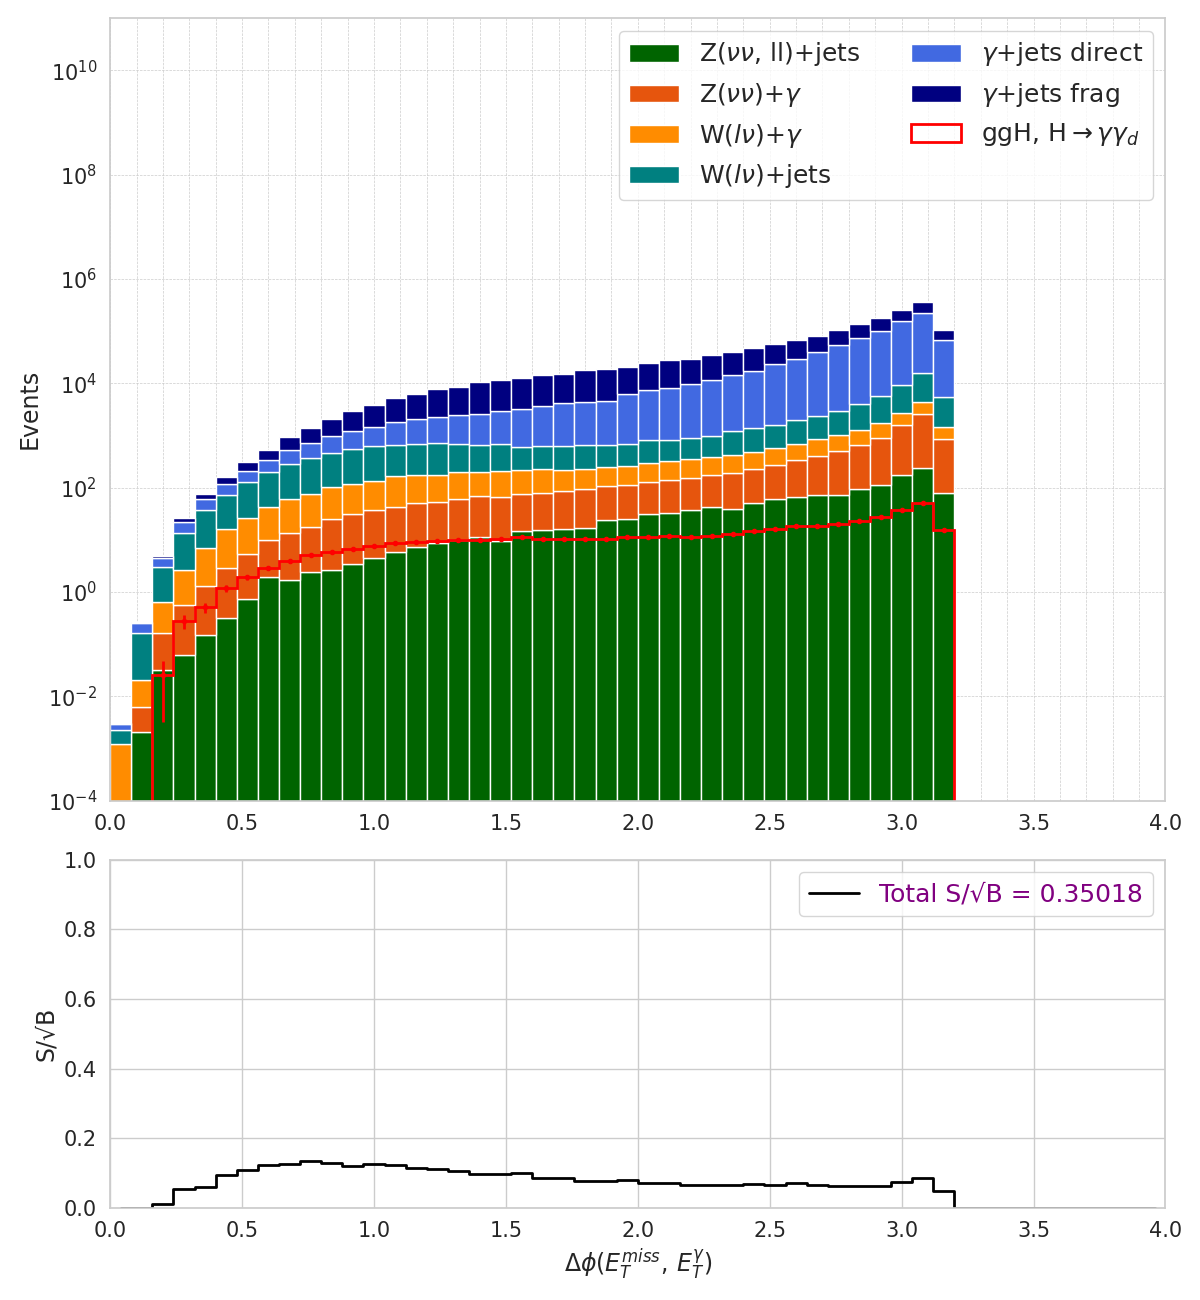 Z(νν, ll)+jets
Z(νν)+γ
W(lν)+γ
W(lν)+jets
γ+jets direct
γ+jets frag
ggH, H→γγ_d
Events
10^10
10^8
10^6
10^4
10^2
10^0
10^−2
10^−4
0.0 0.5 1.0 1.5 2.0 2.5 3.0 3.5 4.0
Total S/√B = 0.35018
S/√B
1.0
0.8
0.6
0.4
0.2
0.0
0.0 0.5 1.0 1.5 2.0 2.5 3.0 3.5 4.0
Δϕ(E_T^miss, E_T^γ)